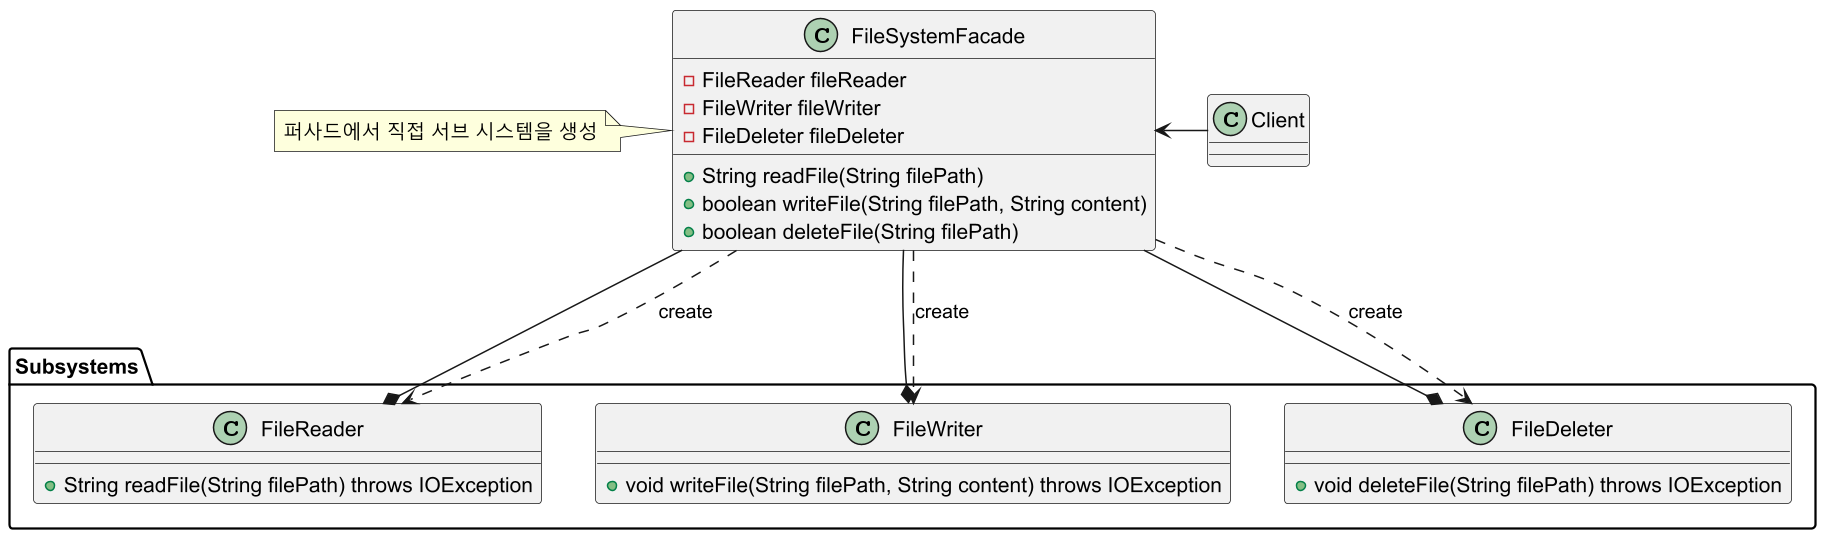 C FileSystemFacade
FileReader fileReader
FileWriter fileWriter
FileDeleter fileDeleter
String readFile(String filePath)
boolean writeFile(String filePath, String content)
boolean deleteFile(String filePath)
퍼사드에서 직접 서브 시스템을 생성
C Client
create
create
create
Subsystems
C FileReader
String readFile(String filePath) throws IOException
C FileWriter
void writeFile(String filePath, String content) throws IOException
C FileDeleter
void deleteFile(String filePath) throws IOException